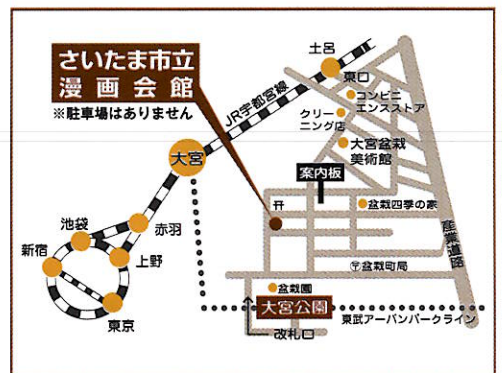 さいたま市立
漫画会館
※駐車場はありません
土呂
東口
コンビニ
エンスストア
クリー
ニング店
大宮盆栽
美術館
JR宇都宮線
大宮
案内板
盆栽四季の家
赤羽
池袋
新宿
上野
東京
産業道路
〒盆栽町局
盆栽園
大宮公園
改札口
東武アーバンパークライン